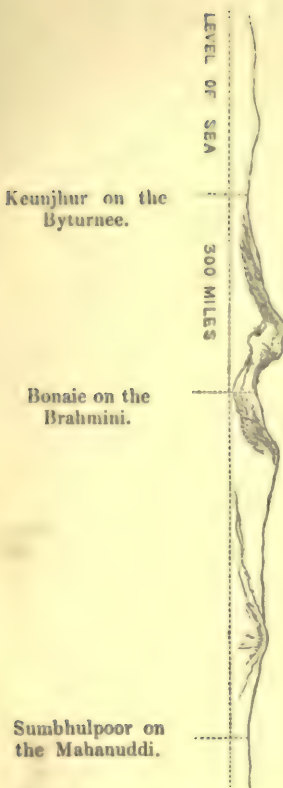 LEVEL OF SEA
Keunjhur on the
Byturnee.
300 MILES
Bonaie on the
Brahmini.
Sumbhulpoor on
the Mahanuddi.